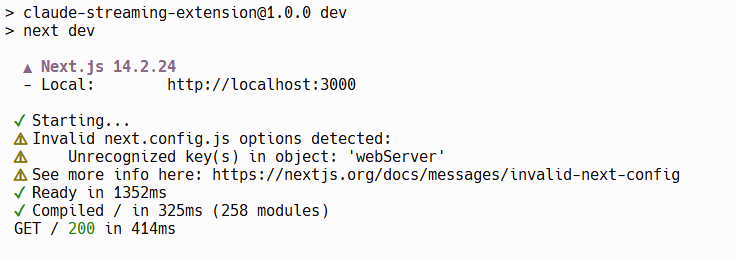 > claude-streaming-extension@1.0.0 dev
> next dev
▲ Next.js 14.2.24
- Local: http://localhost:3000
✓ Starting...
⚠ Invalid next.config.js options detected:
⚠ Unrecognized key(s) in object: 'webServer'
⚠ See more info here: https://nextjs.org/docs/messages/invalid-next-config
✓ Ready in 1352ms
✓ Compiled / in 325ms (258 modules)
GET / 200 in 414ms